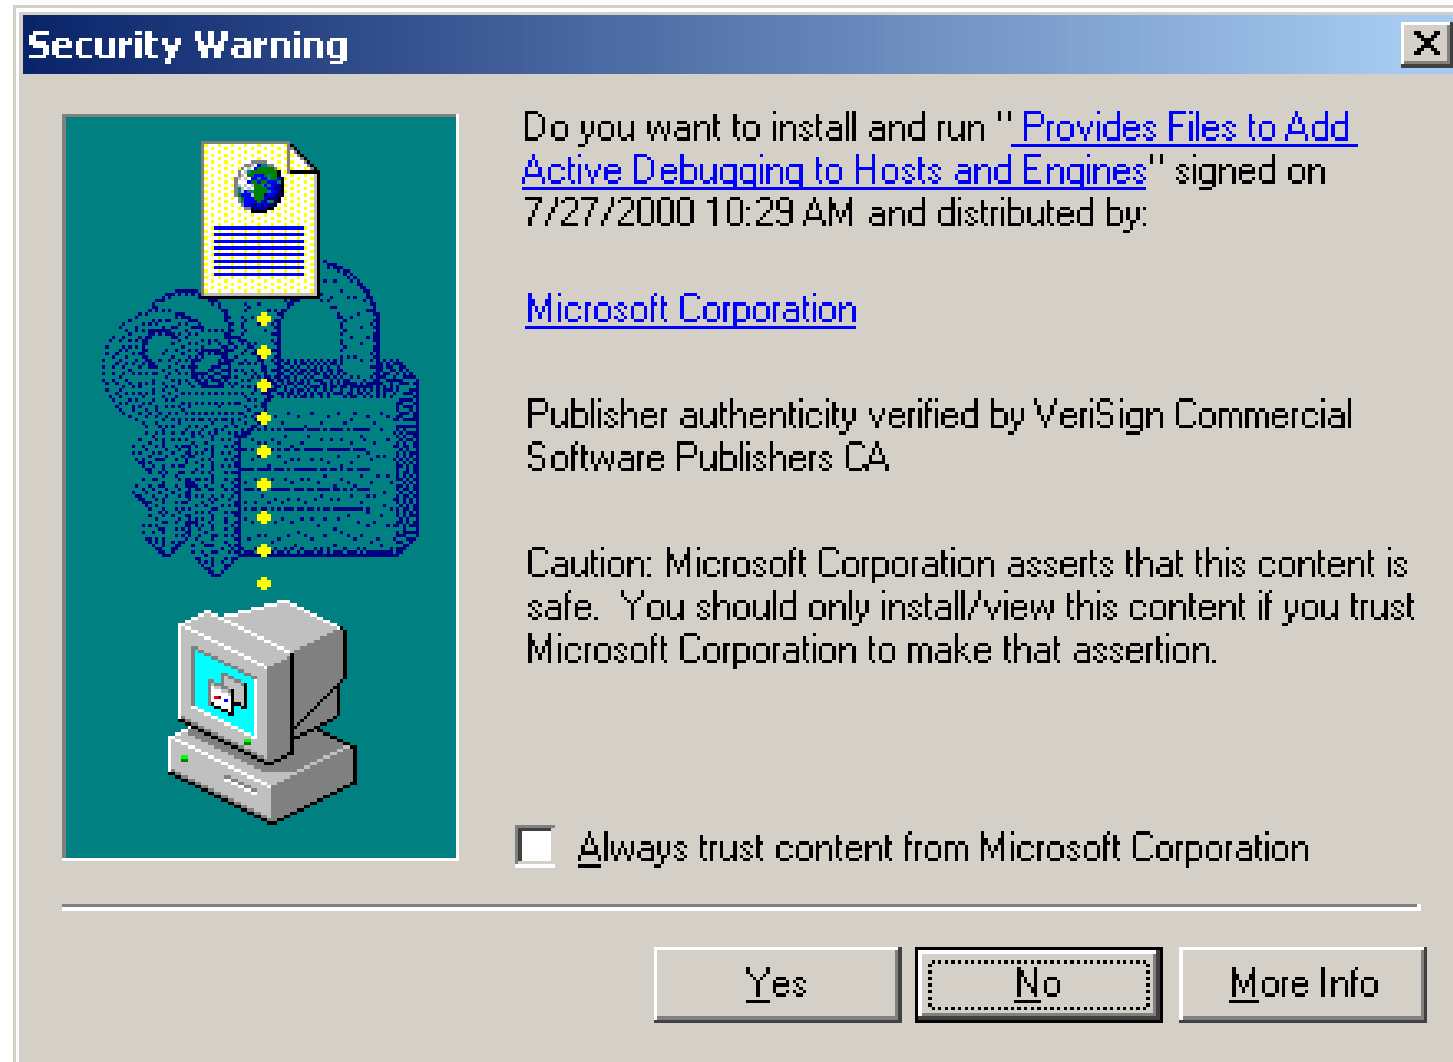 Security Warning
Do you want to install and run " Provides Files to Add
Active Debugging to Hosts and Engines" signed on
7/27/2000 10:29 AM and distributed by:
Microsoft Corporation
Publisher authenticity verified by VeriSign Commercial
Software Publishers CA
Caution: Microsoft Corporation asserts that this content is
safe.  You should only install/view this content if you trust
Microsoft Corporation to make that assertion.
Always trust content from Microsoft Corporation
Yes No More Info